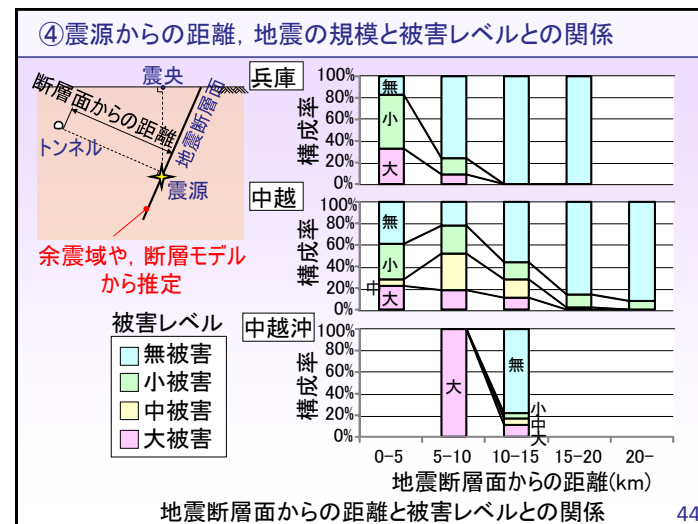 ④震源からの距離，地震の規模と被害レベルとの関係
震央
断層面からの距離
地震断層面
トンネル
震源
余震域や，断層モデル
から推定
被害レベル
無被害
小被害
中被害
大被害
兵庫
構成率
100%
80%
60%
40%
20%
0%
無
小
大
中越
構成率
100%
80%
60%
40%
20%
0%
無
小
中
大
中越沖
構成率
100%
80%
60%
40%
20%
0%
大
無
小
中
大
0-5 5-10 10-15 15-20 20-
地震断層面からの距離(km)
地震断層面からの距離と被害レベルとの関係
44